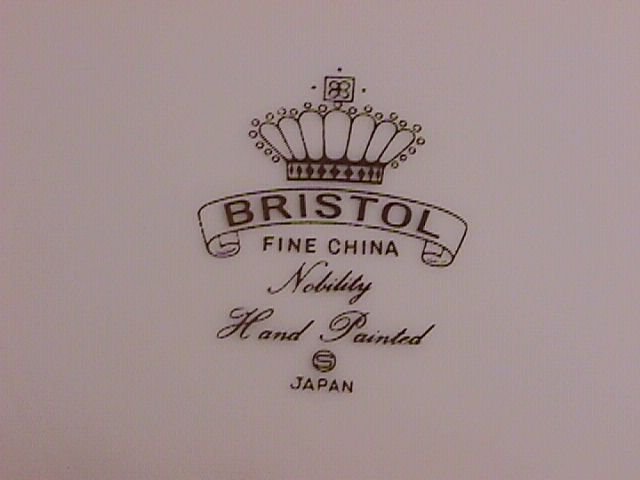 BRISTOL
FINE CHINA
Nobility
Hand Painted
S
JAPAN